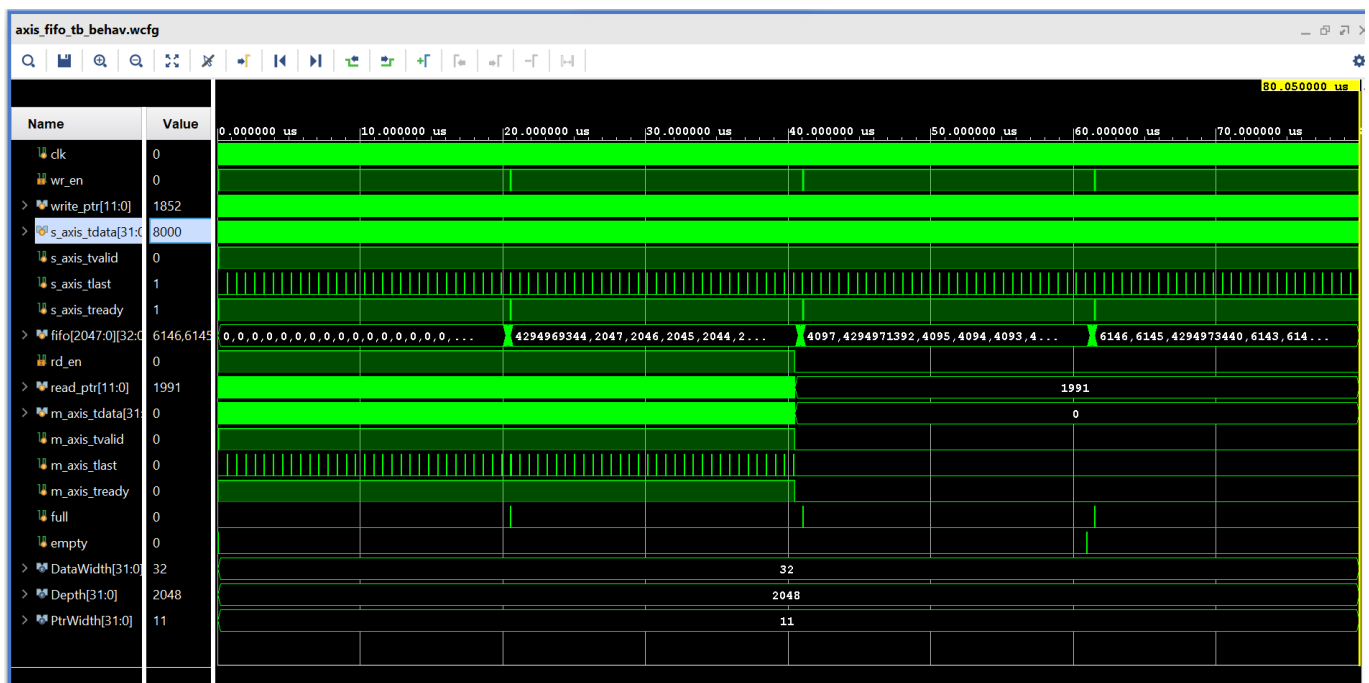 axis_fifo_tb_behav.wcfg
80.050000 us
Name Value
0.000000 us 10.000000 us 20.000000 us 30.000000 us 40.000000 us 50.000000 us 60.000000 us 70.000000 us
clk 0
wr_en 0
write_ptr[11:0] 1852
s_axis_tdata[31:0 8000
s_axis_tvalid 0
s_axis_tlast 1
s_axis_tready 1
fifo[2047:0][32:0 6146,6145 0,0,0,0,0,0,0,0,0,0,0,0,0,0,0,0,... 4294969344,2047,2046,2045,2044,2... 4097,4294971392,4095,4094,4093,4... 6146,6145,4294973440,6143,614...
rd_en 0
read_ptr[11:0] 1991 1991
m_axis_tdata[31: 0 0
m_axis_tvalid 0
m_axis_tlast 0
m_axis_tready 0
full 0
empty 0
DataWidth[31:0] 32 32
Depth[31:0] 2048 2048
PtrWidth[31:0] 11 11